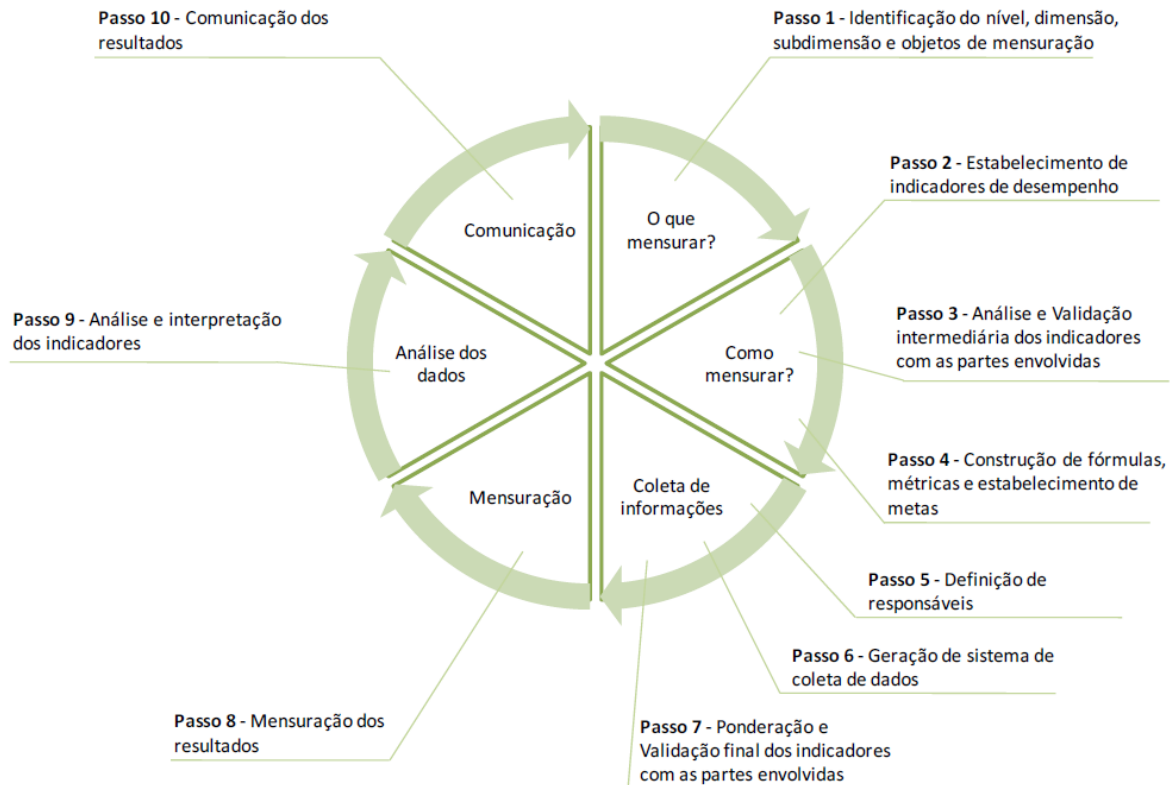 Passo 10 - Comunicação dos
resultados
Passo 1 - Identificação do nível, dimensão,
subdimensão e objetos de mensuração
Passo 2 - Estabelecimento de
indicadores de desempenho
Comunicação
O que
mensurar?
Passo 9 - Análise e interpretação
dos indicadores
Análise dos
dados
Como
mensurar?
Passo 3 - Análise e Validação
intermediária dos indicadores
com as partes envolvidas
Passo 4 - Construção de fórmulas,
métricas e estabelecimento de
metas
Mensuração
Coleta de
informações
Passo 5 - Definição de
responsáveis
Passo 6 - Geração de sistema de
coleta de dados
Passo 8 - Mensuração dos
resultados
Passo 7 - Ponderação e
Validação final dos indicadores
com as partes envolvidas